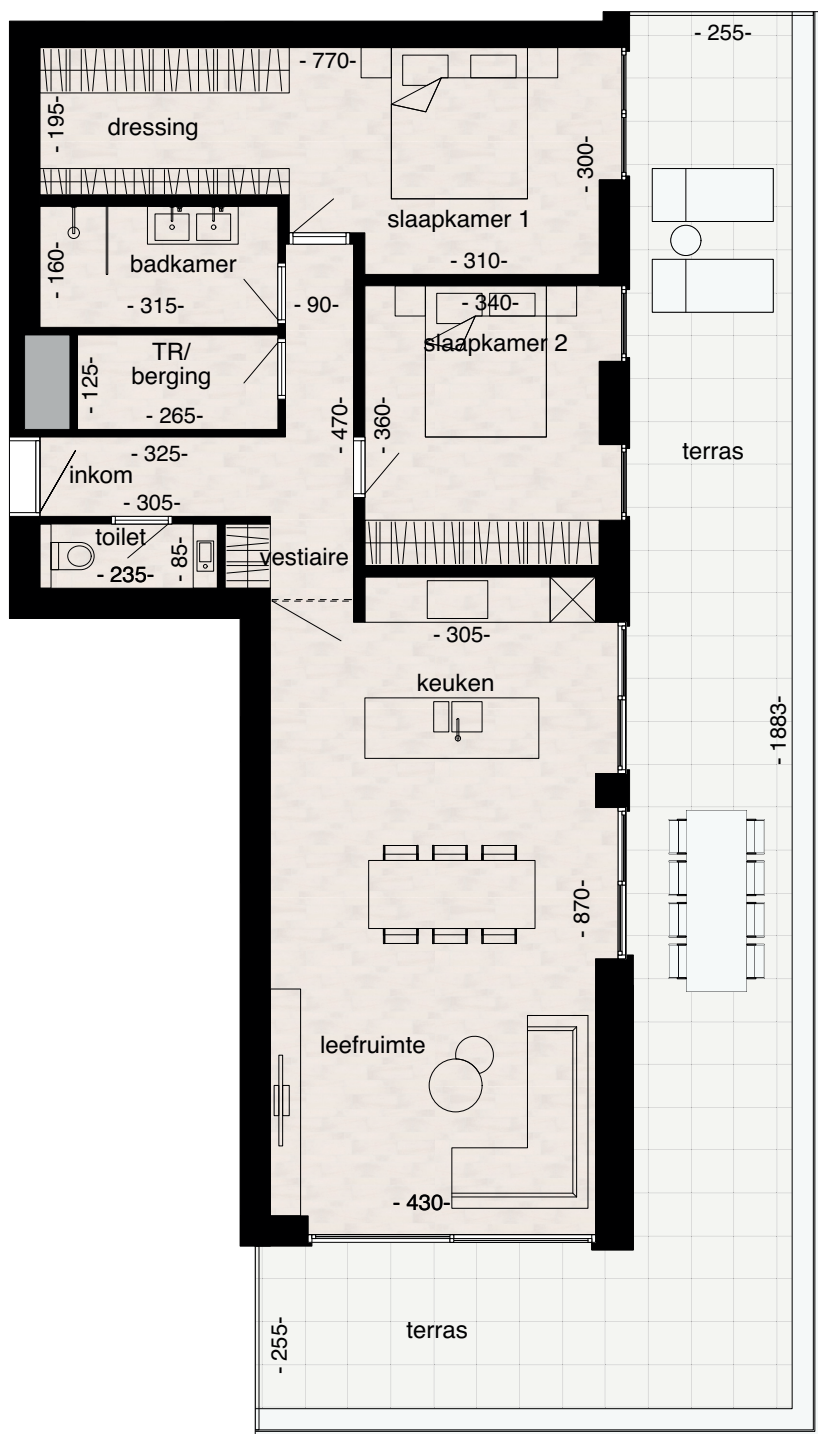 - 255-
- 770-
- 195-
dressing
- 300-
slaapkamer 1
- 310-
- 160-
badkamer
- 315-
- 90-
- 340-
slaapkamer 2
TR/
berging
- 125-
- 265-
- 470-
- 360-
terras
- 325-
inkom
- 305-
toilet
- 85-
- 235-
vestiaire
- 305-
keuken
- 1883-
- 870-
leefruimte
- 430-
terras
- 255-